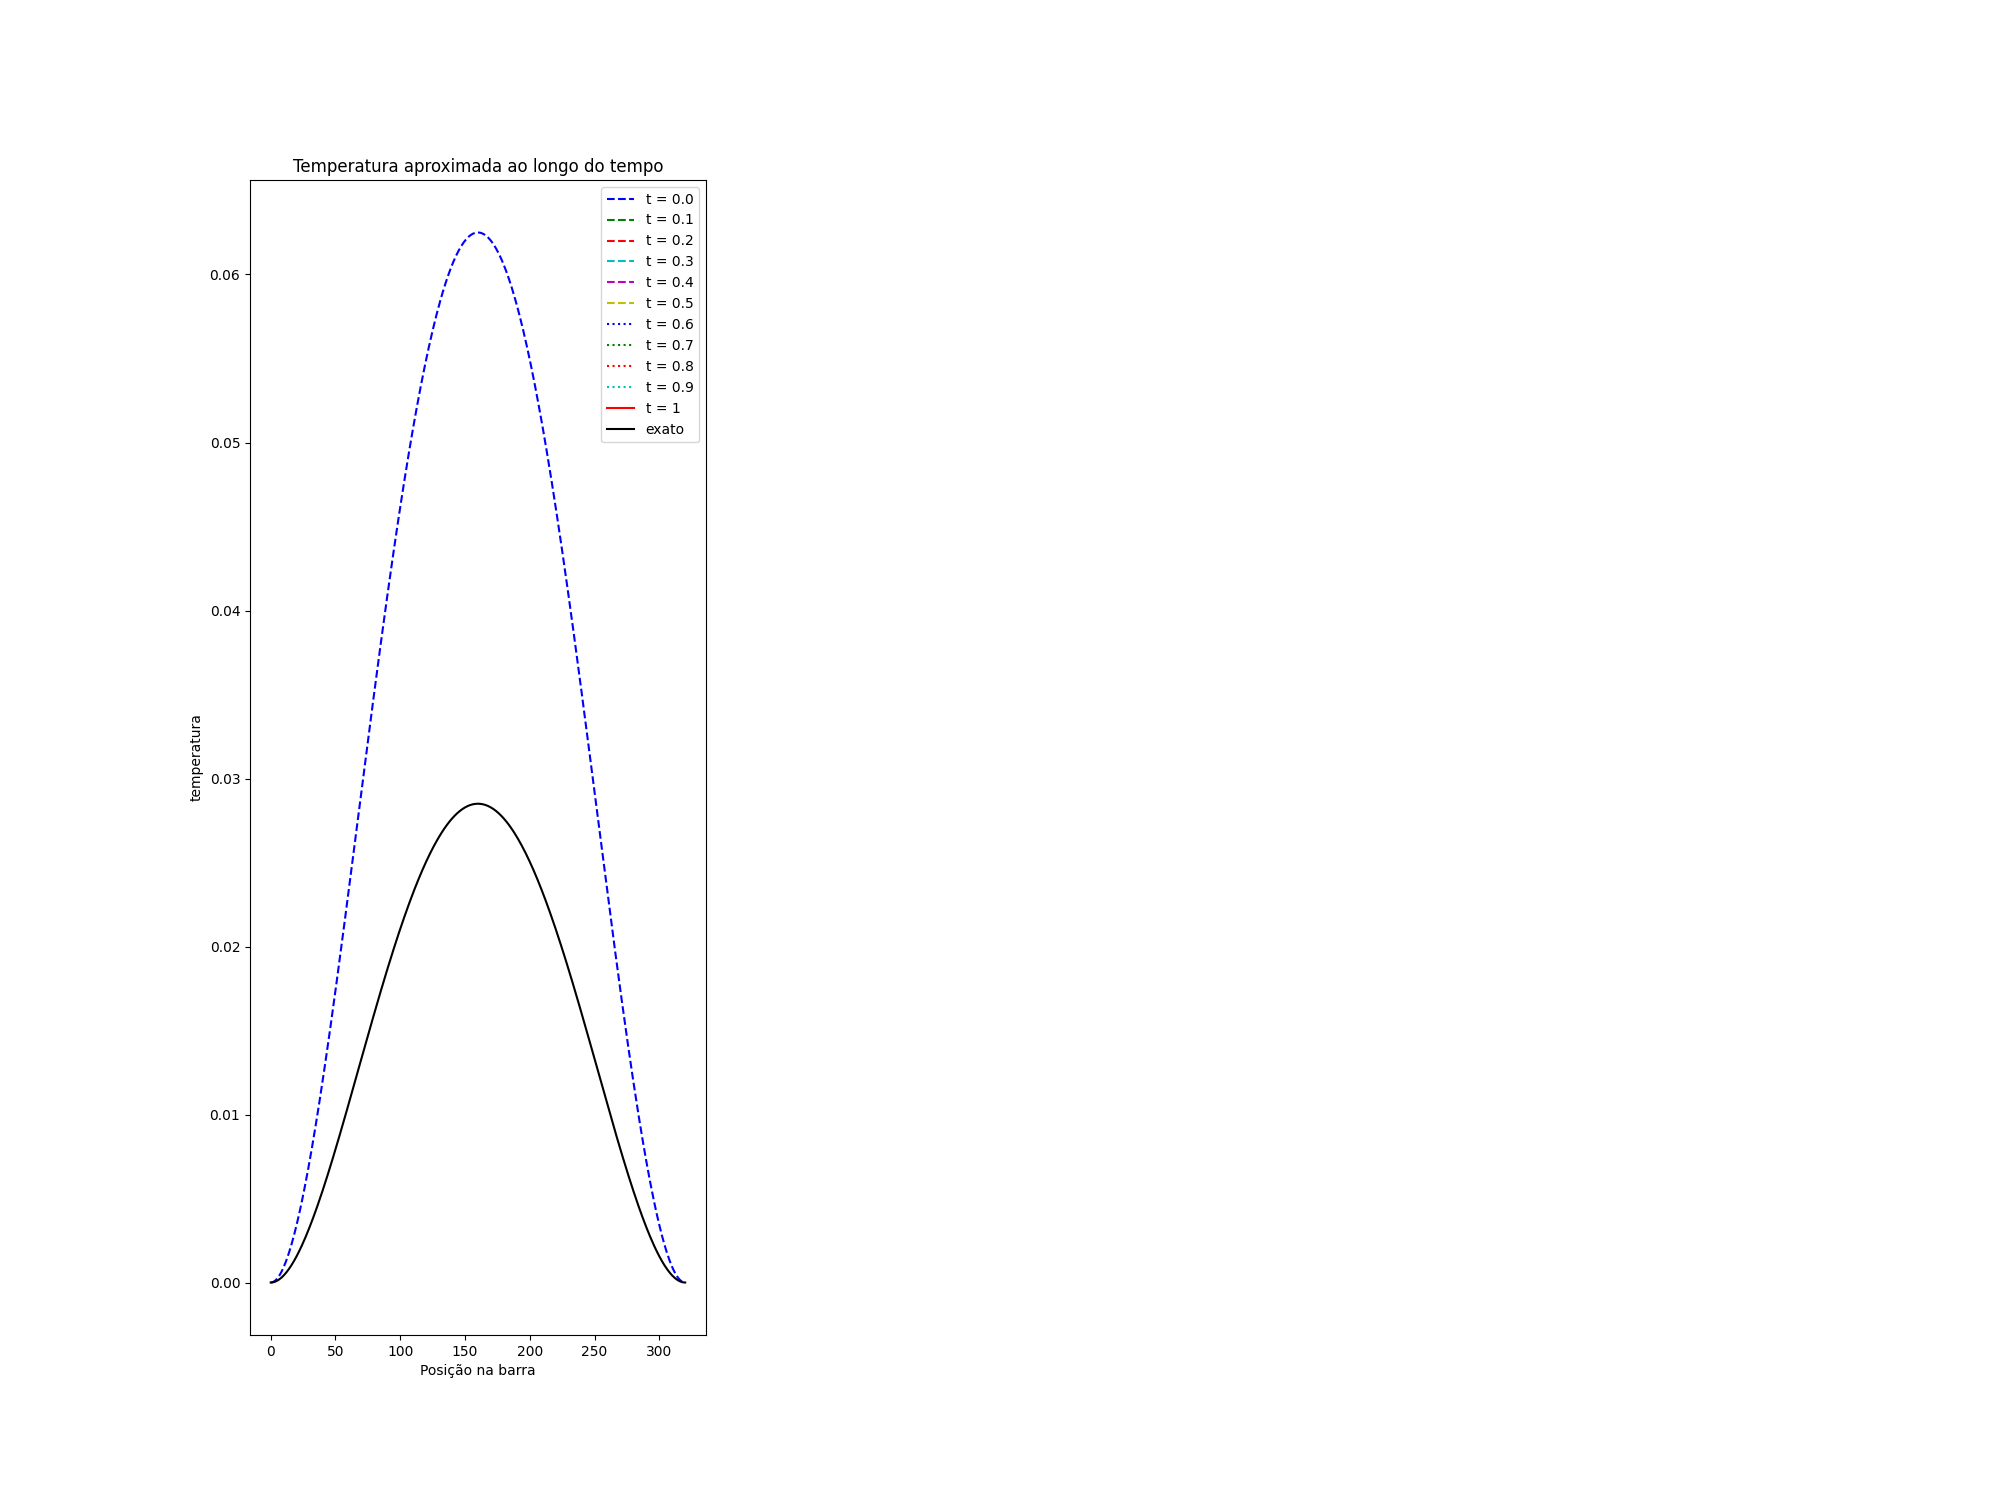 Temperatura aproximada ao longo do tempo
t = 0.0
t = 0.1
t = 0.2
t = 0.3
t = 0.4
t = 0.5
t = 0.6
t = 0.7
t = 0.8
t = 0.9
t = 1
exato
0.06
0.05
0.04
0.03
0.02
0.01
0.00
temperatura
0 50 100 150 200 250 300
Posição na barra